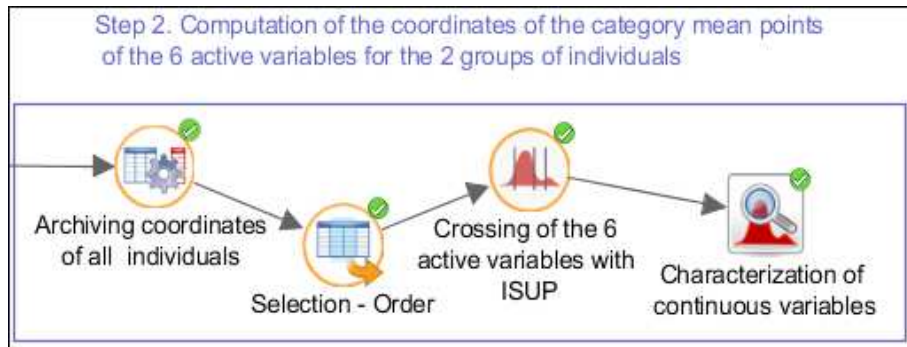 Step 2. Computation of the coordinates of the category mean points
of the 6 active variables for the 2 groups of individuals
Archiving coordinates
of all individuals
Selection - Order
Crossing of the 6
active variables with
ISUP
Characterization of
continuous variables